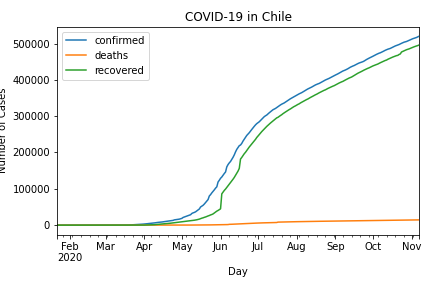 COVID-19 in Chile
confirmed
deaths
recovered
500000
400000
300000
200000
100000
0
Number of Cases
Feb Mar Apr May Jun Jul Aug Sep Oct Nov
2020
Day